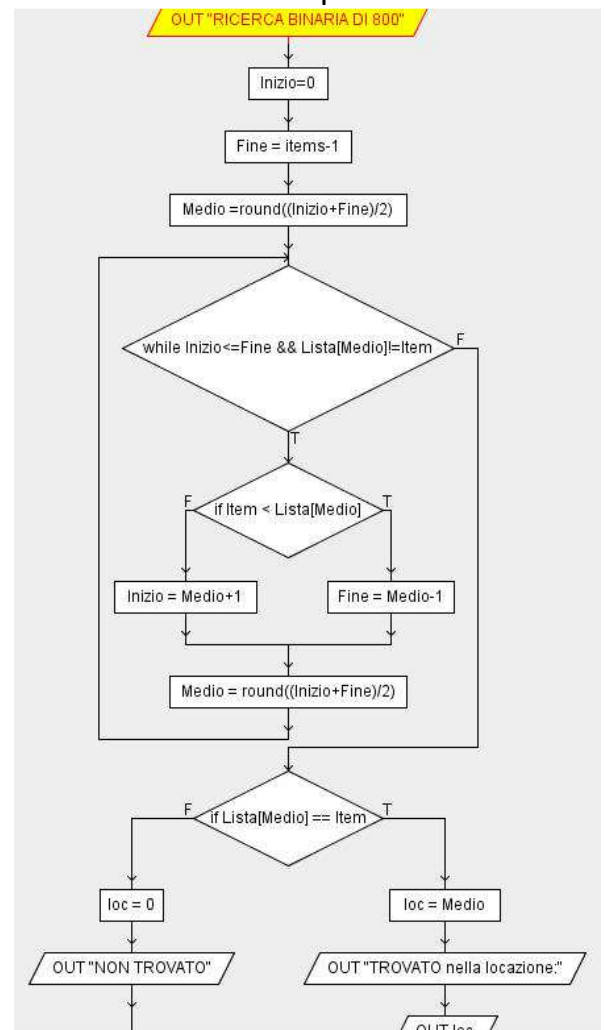 OUT "RICERCA BINARIA DI 800"
Inizio=0
Fine = items-1
Medio =round((Inizio+Fine)/2)
while Inizio<=Fine && Lista[Medio]!=Item
F
T
if Item < Lista[Medio]
F
T
Inizio = Medio+1
Fine = Medio-1
Medio = round((Inizio+Fine)/2)
if Lista[Medio] == Item
F
T
loc = 0
loc = Medio
OUT "NON TROVATO"
OUT "TROVATO nella locazione:"
OUT loc